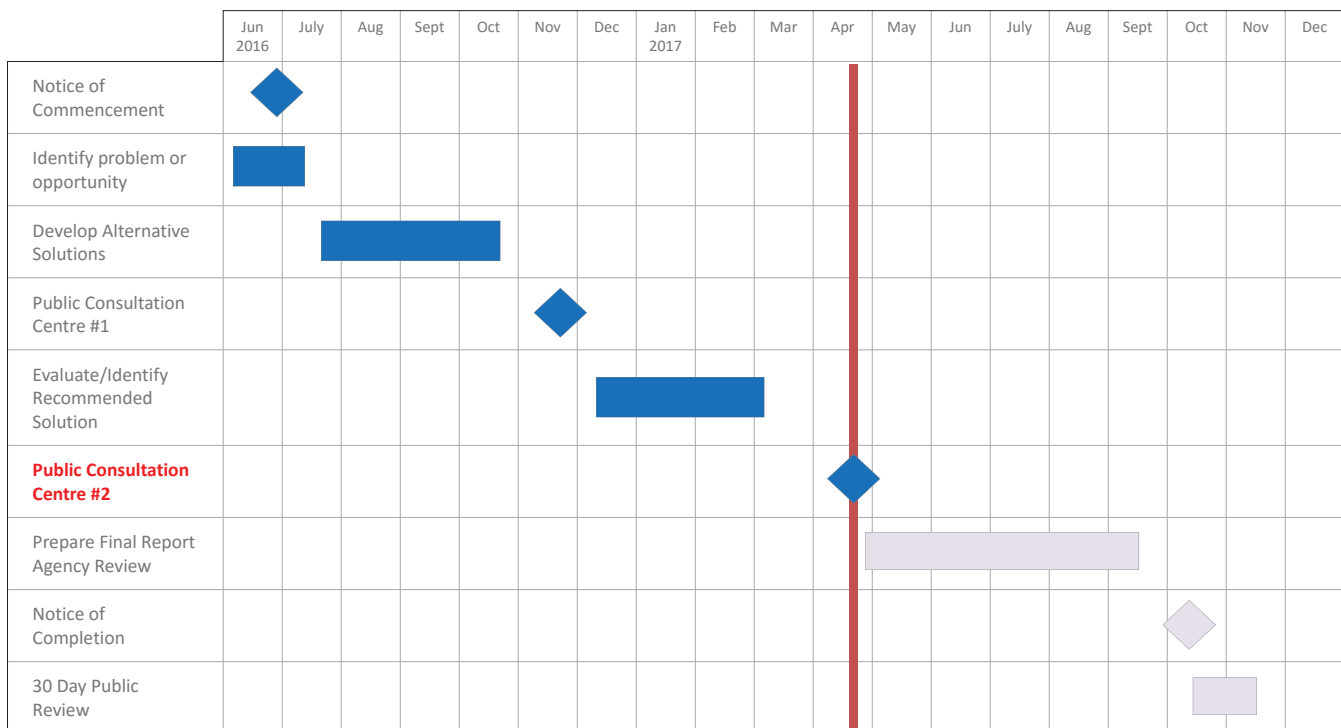 Jun July Aug Sept Oct Nov Dec Jan Feb Mar Apr May Jun July Aug Sept Oct Nov Dec
2016 2017
Notice of
Commencement
Identify problem or
opportunity
Develop Alternative
Solutions
Public Consultation
Centre #1
Evaluate/Identify
Recommended
Solution
Public Consultation
Centre #2
Prepare Final Report
Agency Review
Notice of
Completion
30 Day Public
Review